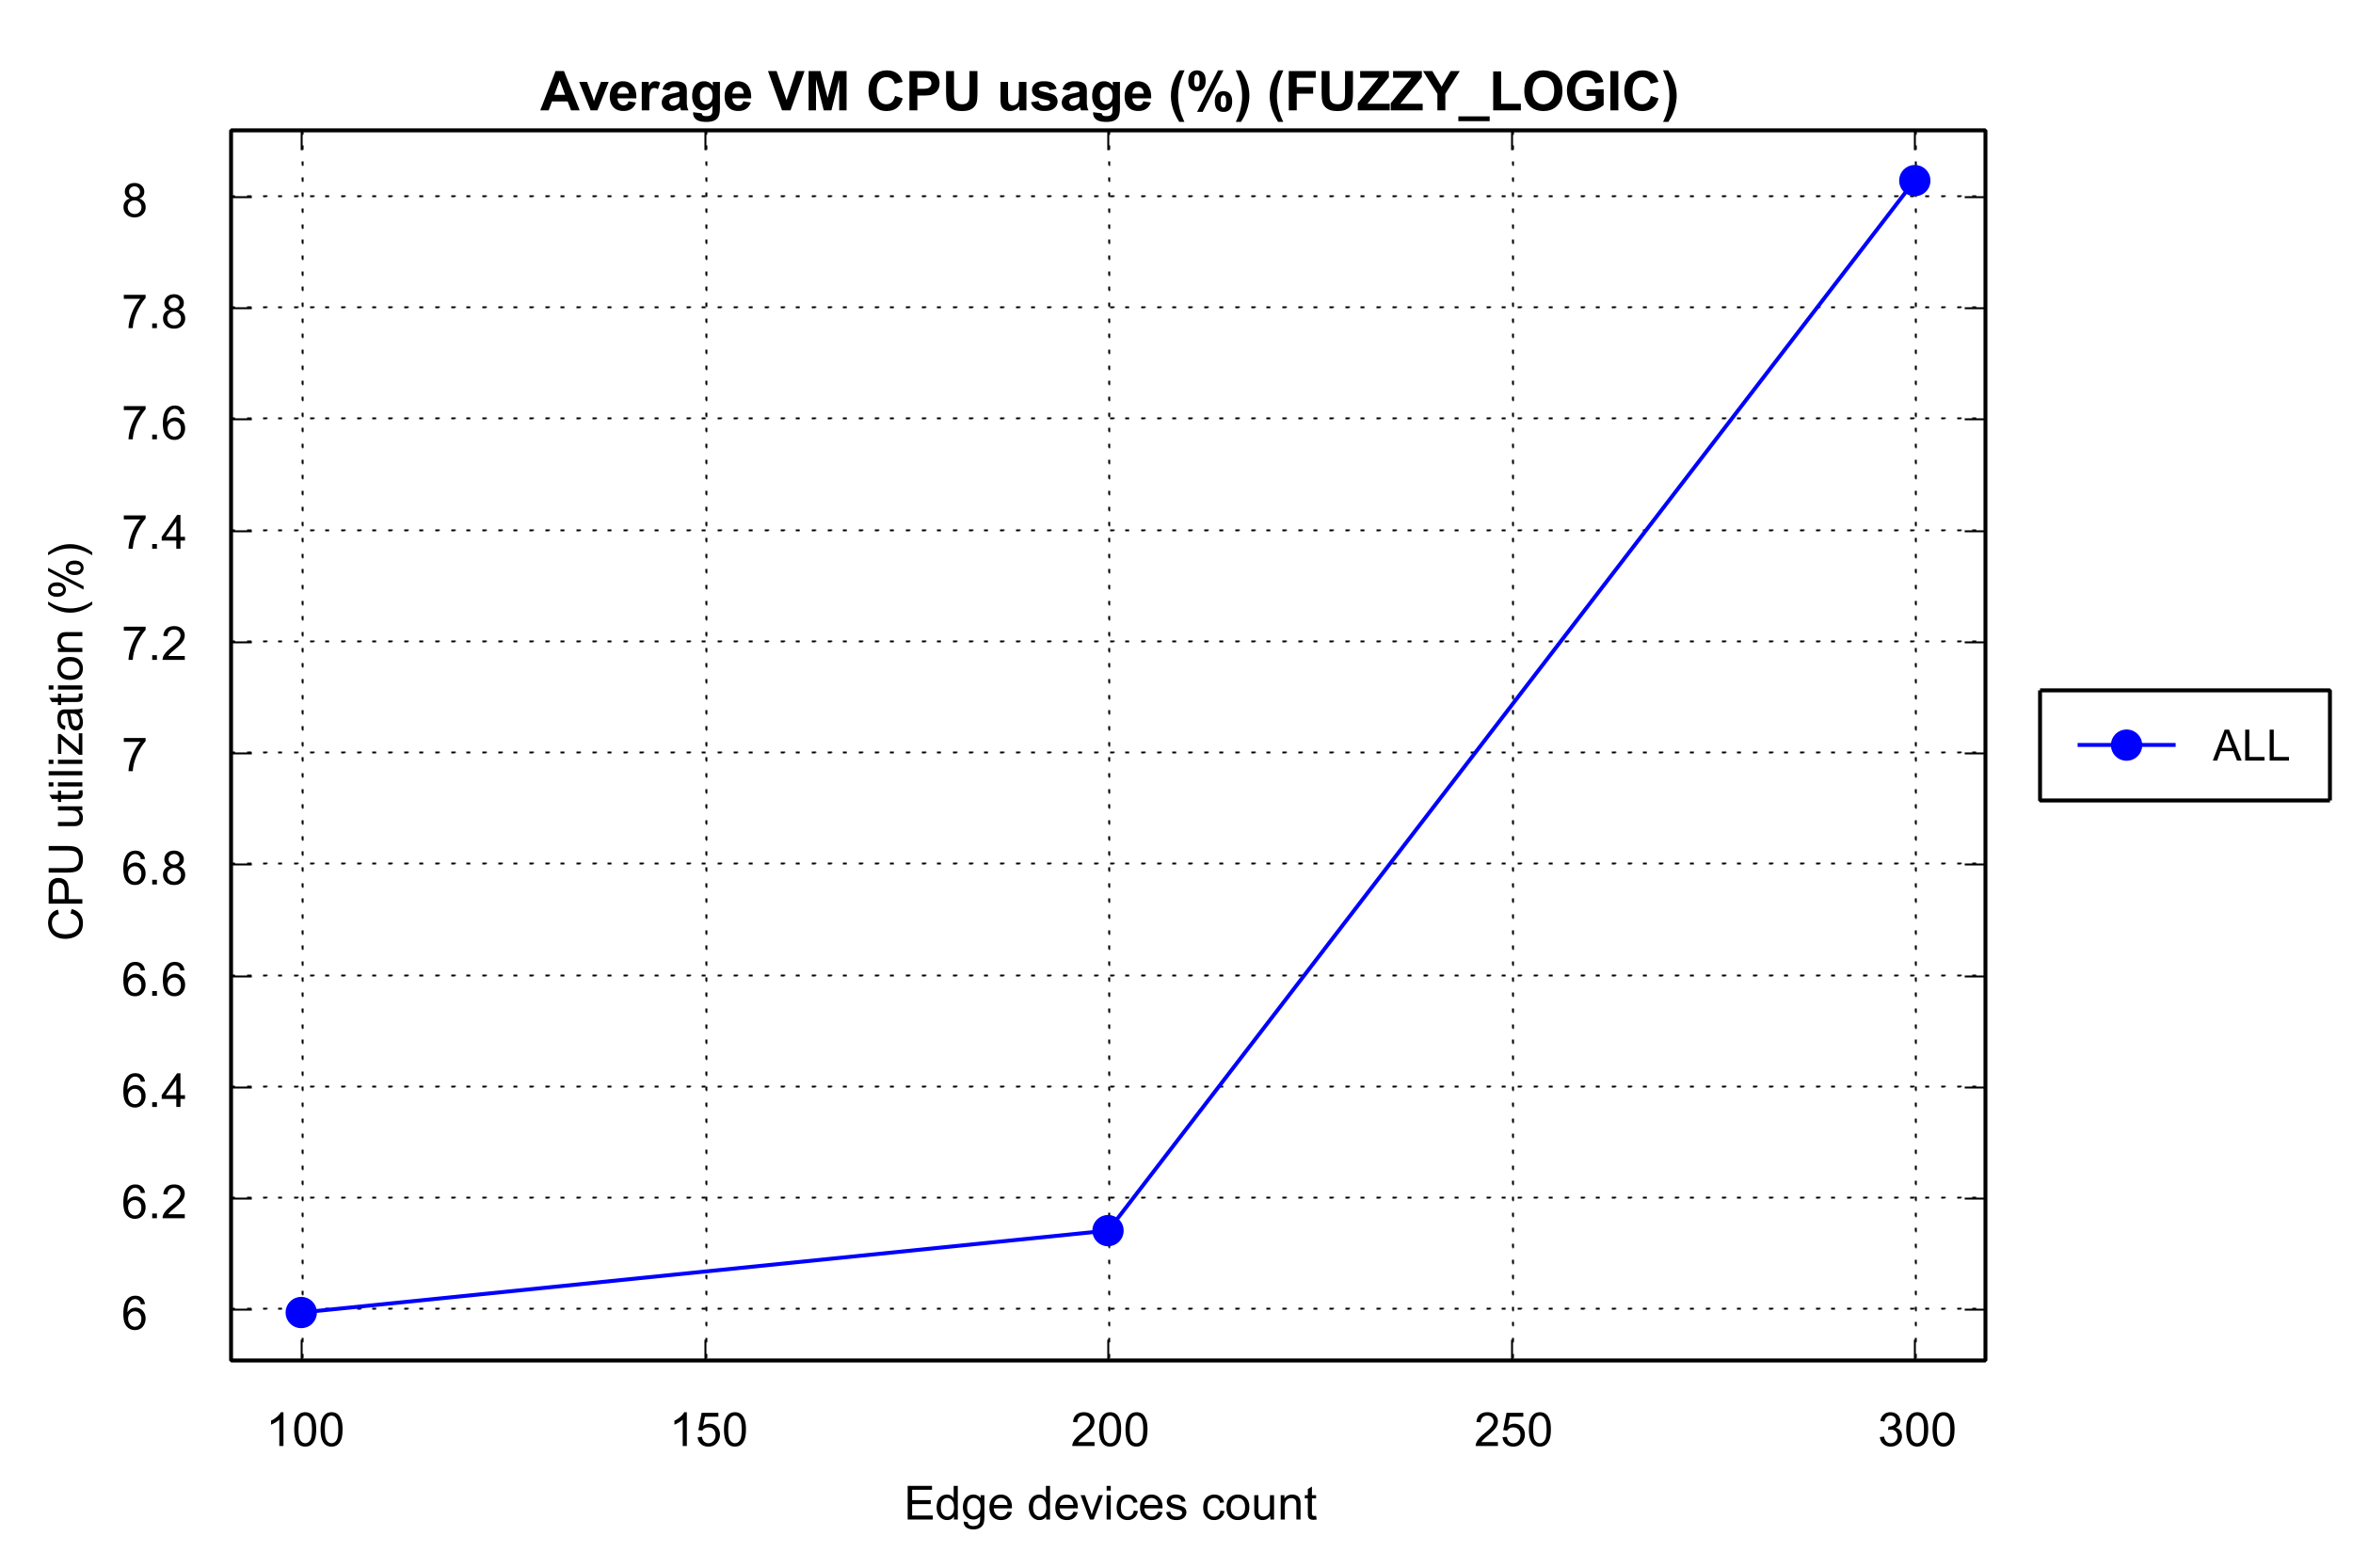 Average VM CPU usage (%) (FUZZY_LOGIC)
CPU utilization (%)
8
7.8
7.6
7.4
7.2
7
6.8
6.6
6.4
6.2
6
100 150 200 250 300
Edge devices count
ALL